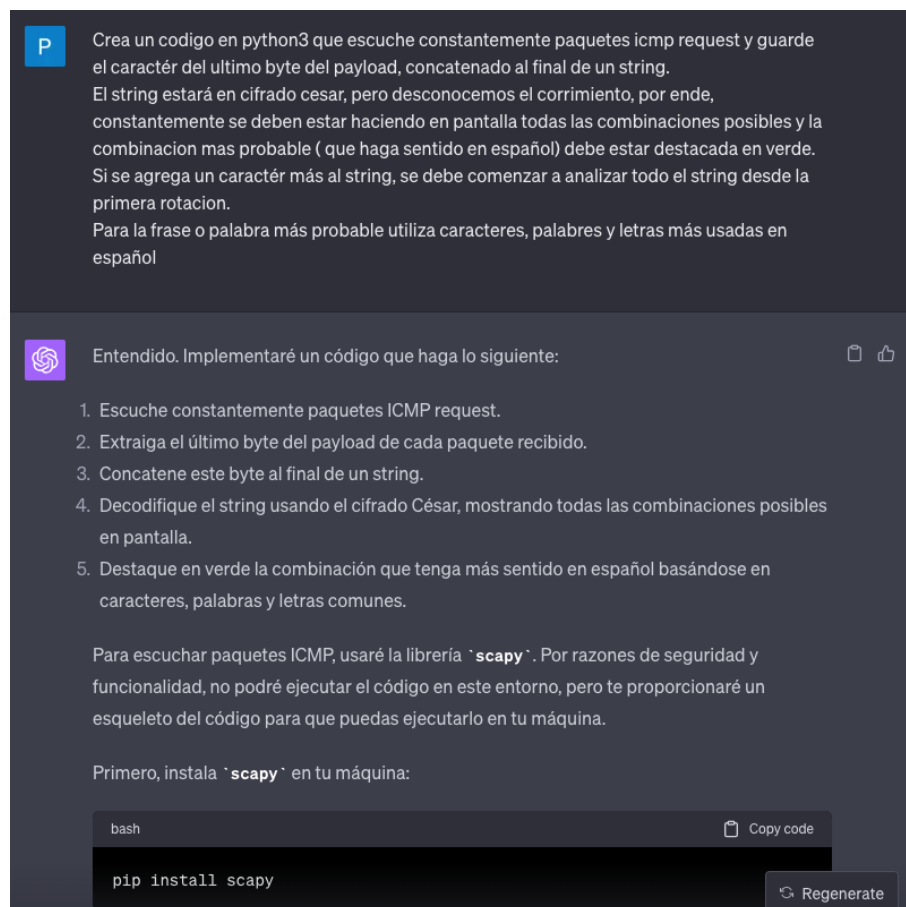 P
Crea un codigo en python3 que escuche constantemente paquetes icmp request y guarde
el caractér del ultimo byte del payload, concatenado al final de un string.
El string estará en cifrado cesar, pero desconocemos el corrimiento, por ende,
constantemente se deben estar haciendo en pantalla todas las combinaciones posibles y la
combinacion mas probable ( que haga sentido en español) debe estar destacada en verde.
Si se agrega un caractér más al string, se debe comenzar a analizar todo el string desde la
primera rotacion.
Para la frase o palabra más probable utiliza caracteres, palabres y letras más usadas en
español
Entendido. Implementaré un código que haga lo siguiente:
1. Escuche constantemente paquetes ICMP request.
2. Extraiga el último byte del payload de cada paquete recibido.
3. Concatene este byte al final de un string.
4. Decodifique el string usando el cifrado César, mostrando todas las combinaciones posibles
en pantalla.
5. Destaque en verde la combinación que tenga más sentido en español basándose en
caracteres, palabras y letras comunes.
Para escuchar paquetes ICMP, usaré la librería `scapy`. Por razones de seguridad y
funcionalidad, no podré ejecutar el código en este entorno, pero te proporcionaré un
esqueleto del código para que puedas ejecutarlo en tu máquina.
Primero, instala `scapy` en tu máquina:
bash Copy code
pip install scapy
Regenerate